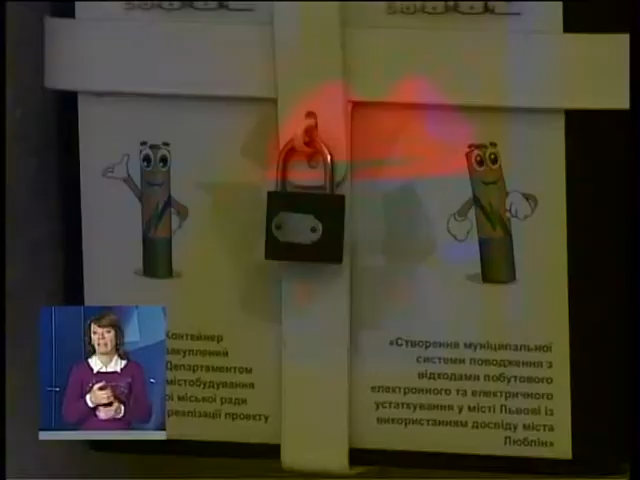 Контейнер
закуплений
Департаментом
містобудування
ої міської ради
реалізації проекту
«Створення муніципальної
системи поводження з
відходами побутового
електронного та електричного
устаткування у місті Львові із
використанням досвіду міста
Люблін»